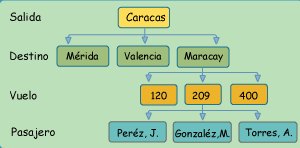 Salida Caracas
Destino Mérida Valencia Maracay
Vuelo 120 209 400
Pasajero Peréz, J. Gonzaléz,M. Torres, A.